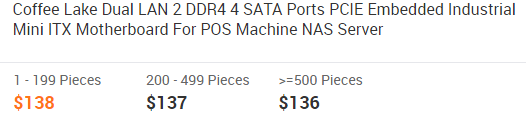 Coffee Lake Dual LAN 2 DDR4 4 SATA Ports PCIE Embedded Industrial
Mini ITX Motherboard For POS Machine NAS Server
1 - 199 Pieces 200 - 499 Pieces >=500 Pieces
$138 $137 $136